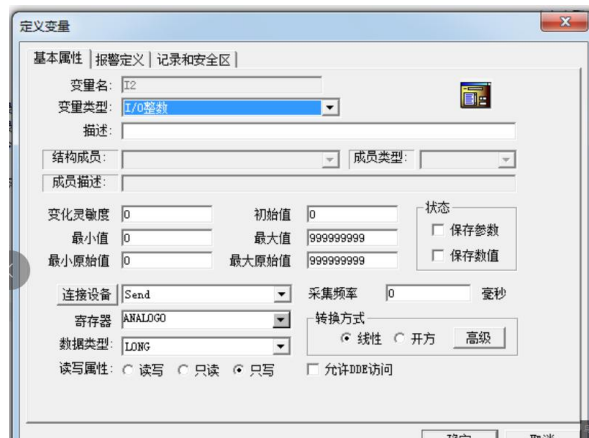 定义变量
基本属性 报警定义 记录和安全区
变量名: I2
变量类型: I/O整数
描述:
结构成员: 成员类型:
成员描述:
变化灵敏度 0 初始值 0 状态
最小值 0 最大值 999999999 保存参数
最小原始值 0 最大原始值 999999999 保存数值
连接设备 Send 采集频率 0 毫秒
寄存器 ANALOGO 转换方式
数据类型: LONG 线性 开方 高级
读写属性: 读写 只读 只写 允许DDE访问
确定 取消